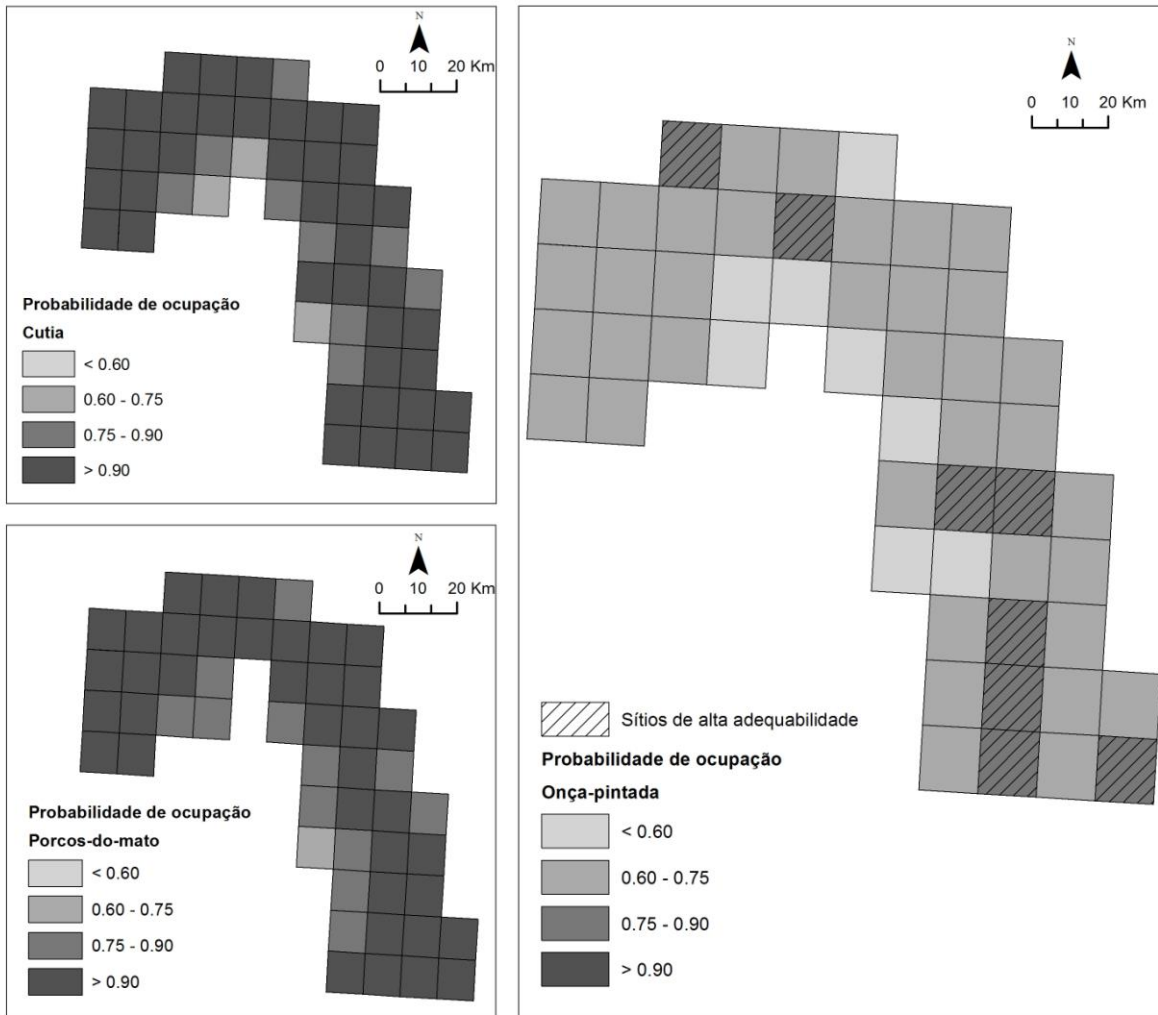 N
0 10 20 Km
Probabilidade de ocupação
Cutia
< 0.60
0.60 - 0.75
0.75 - 0.90
> 0.90
N
0 10 20 Km
Probabilidade de ocupação
Porcos-do-mato
< 0.60
0.60 - 0.75
0.75 - 0.90
> 0.90
N
0 10 20 Km
Sítios de alta adequabilidade
Probabilidade de ocupação
Onça-pintada
< 0.60
0.60 - 0.75
0.75 - 0.90
> 0.90